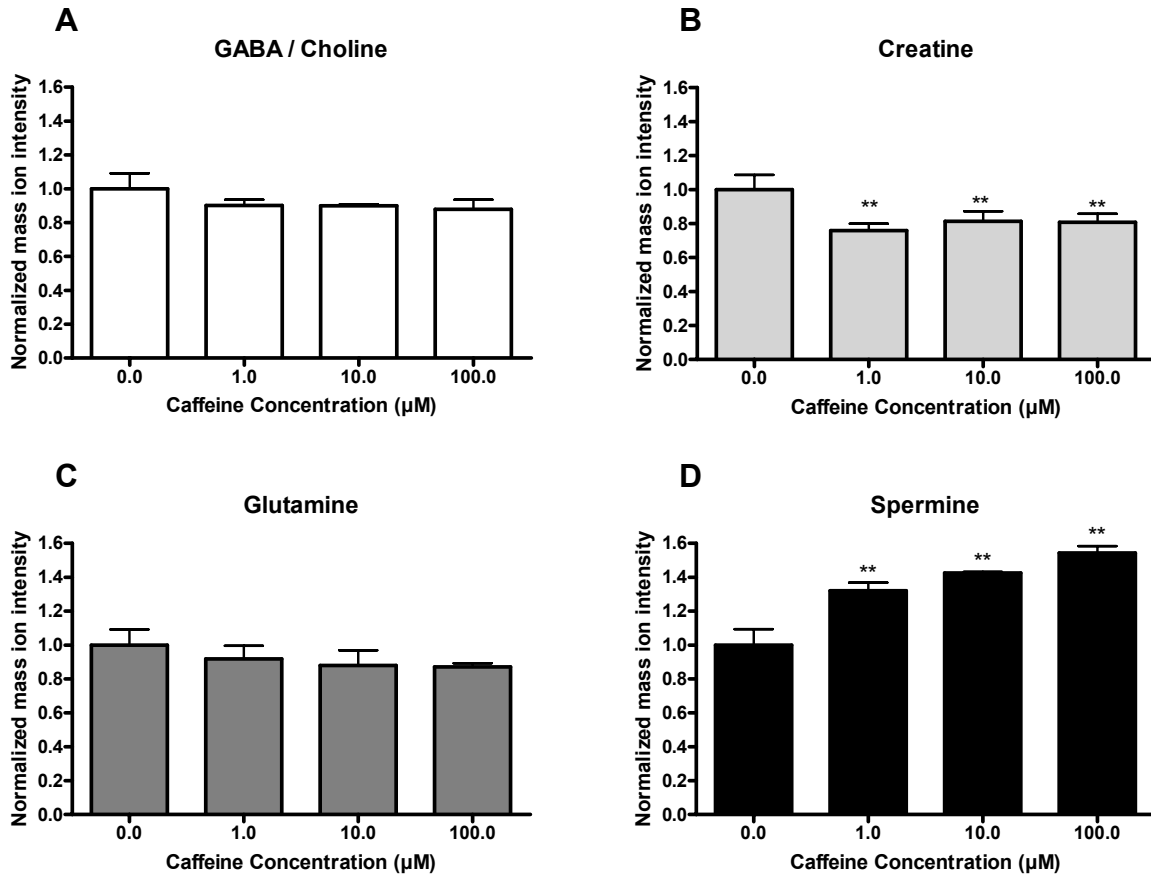 A
GABA / Choline
Normalized mass ion intensity
1.6
1.4
1.2
1.0
0.8
0.6
0.4
0.2
0.0
0.0 1.0 10.0 100.0
Caffeine Concentration (µM)
B
Creatine
Normalized mass ion intensity
1.6
1.4
1.2
1.0
0.8
0.6
0.4
0.2
0.0
** ** **
0.0 1.0 10.0 100.0
Caffeine Concentration (µM)
C
Glutamine
Normalized mass ion intensity
1.6
1.4
1.2
1.0
0.8
0.6
0.4
0.2
0.0
0.0 1.0 10.0 100.0
Caffeine Concentration (µM)
D
Spermine
Normalized mass ion intensity
1.6
1.4
1.2
1.0
0.8
0.6
0.4
0.2
0.0
** ** **
0.0 1.0 10.0 100.0
Caffeine Concentration (µM)